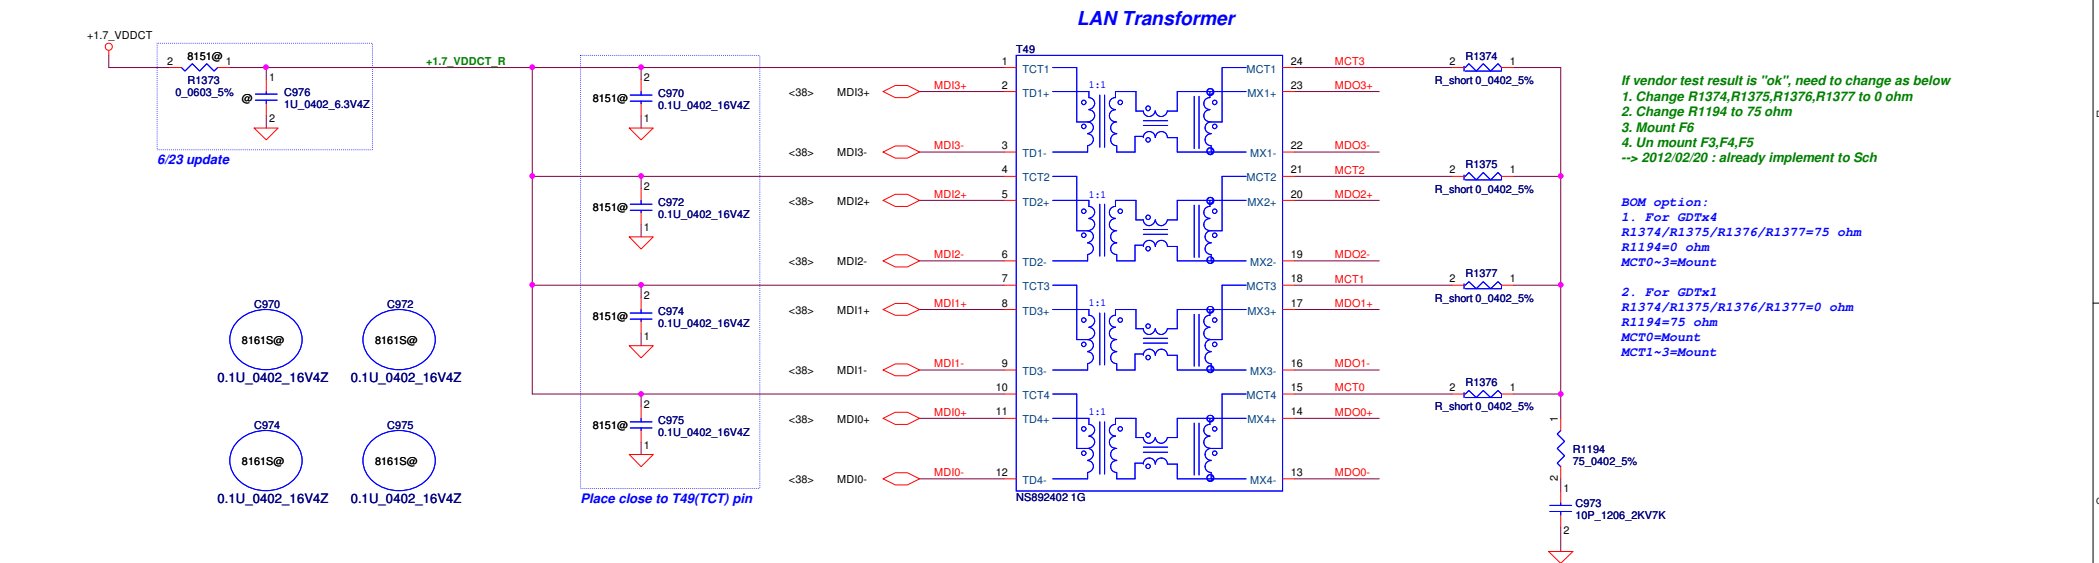 LAN Transformer
+1.7_VDDCT
2
8151@
1
R1373
0_0603_5%
@
1
C976
1U_0402_6.3V4Z
2
6/23 update
+1.7_VDDCT_R
8151@
2
C970
0.1U_0402_16V4Z
1
8151@
2
C972
0.1U_0402_16V4Z
1
8151@
2
C974
0.1U_0402_16V4Z
1
8151@
2
C975
0.1U_0402_16V4Z
1
Place close to T49(TCT) pin
C970
8161S@
0.1U_0402_16V4Z
C972
8161S@
0.1U_0402_16V4Z
C974
8161S@
0.1U_0402_16V4Z
C975
8161S@
0.1U_0402_16V4Z
<38> MDI3+ MDI3+
<38> MDI3- MDI3-
<38> MDI2+ MDI2+
<38> MDI2- MDI2-
<38> MDI1+ MDI1+
<38> MDI1- MDI1-
<38> MDI0+ MDI0+
<38> MDI0- MDI0-
T49
1 TCT1 MCT1 24 MCT3
2 TD1+ 1:1 MX1+ 23 MDO3+
3 TD1- MX1- 22 MDO3-
4 TCT2 MCT2 21 MCT2
5 TD2+ 1:1 MX2+ 20 MDO2+
6 TD2- MX2- 19 MDO2-
7 TCT3 MCT3 18 MCT1
8 TD3+ 1:1 MX3+ 17 MDO1+
9 TD3- MX3- 16 MDO1-
10 TCT4 MCT4 15 MCT0
11 TD4+ 1:1 MX4+ 14 MDO0+
12 TD4- MX4- 13 MDO0-
NS892402 1G
R1374
2 1
R_short 0_0402_5%
R1375
2 1
R_short 0_0402_5%
R1377
2 1
R_short 0_0402_5%
R1376
2 1
R_short 0_0402_5%
1
R1194
75_0402_5%
2
1
C973
10P_1206_2KV7K
2
If vendor test result is "ok", need to change as below
1. Change R1374,R1375,R1376,R1377 to 0 ohm
2. Change R1194 to 75 ohm
3. Mount F6
4. Un mount F3,F4,F5
--> 2012/02/20 : already implement to Sch
BOM option:
1. For GDTx4
R1374/R1375/R1376/R1377=75 ohm
R1194=0 ohm
MCT0~3=Mount
2. For GDTx1
R1374/R1375/R1376/R1377=0 ohm
R1194=75 ohm
MCT0=Mount
MCT1~3=Mount